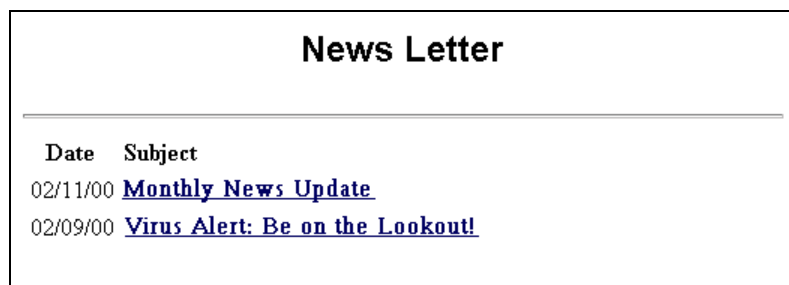 News Letter
Date Subject
02/11/00 Monthly News Update
02/09/00 Virus Alert: Be on the Lookout!